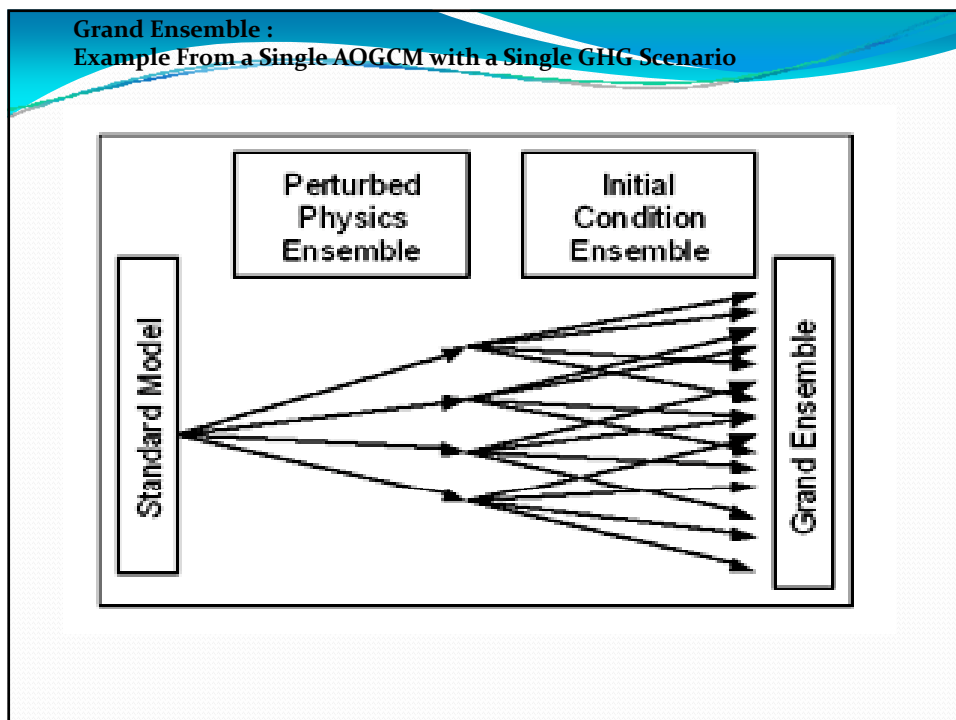 Grand Ensemble :
Example From a Single AOGCM with a Single GHG Scenario
Perturbed
Physics
Ensemble
Initial
Condition
Ensemble
Standard Model
Grand Ensemble